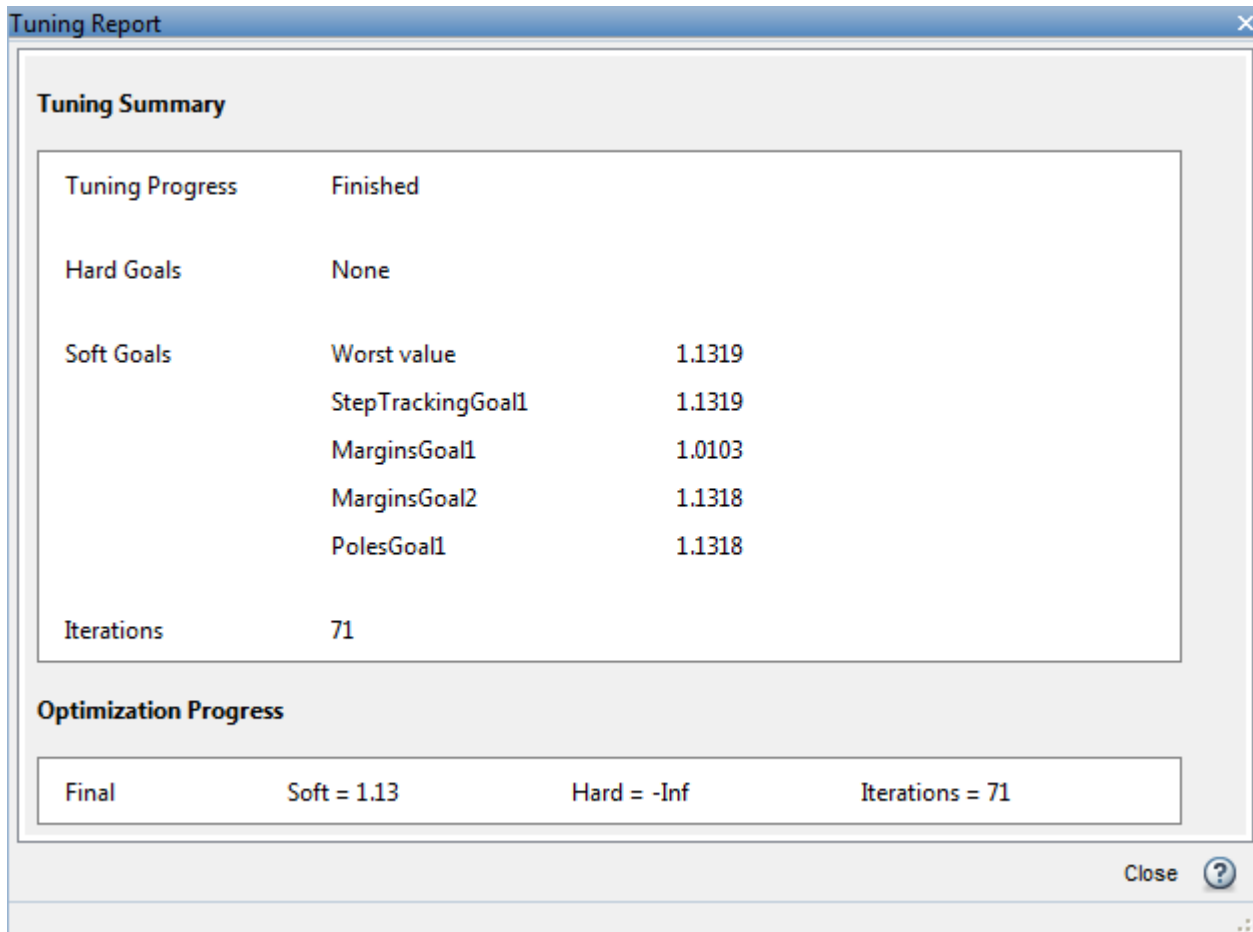 Tuning Report
Tuning Summary
Tuning Progress Finished
Hard Goals None
Soft Goals Worst value 1.1319
StepTrackingGoal1 1.1319
MarginsGoal1 1.0103
MarginsGoal2 1.1318
PolesGoal1 1.1318
Iterations 71
Optimization Progress
Final Soft = 1.13 Hard = -Inf Iterations = 71
Close ?